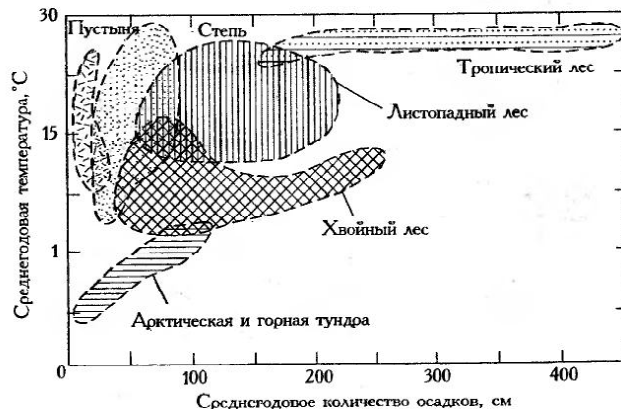 30
Пустыня
Степь
Тропический лес
Листопадный лес
15
Хвойный лес
1
Арктическая и горная тундра
Среднегодовая температура, °С
0
100
200
300
400
Среднегодовое количество осадков, см